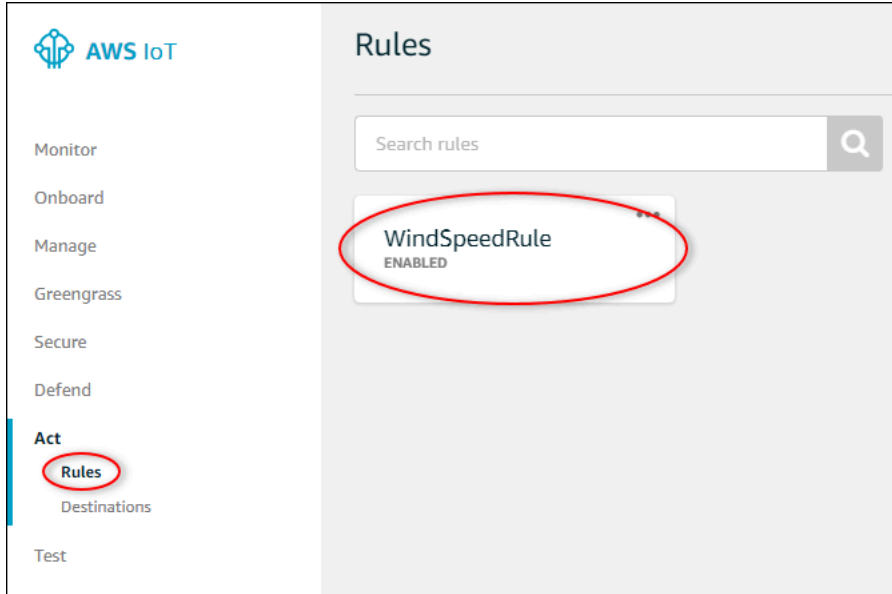 AWS IoT
Monitor
Onboard
Manage
Greengrass
Secure
Defend
Act
Rules
Destinations
Test
Rules
Search rules
WindSpeedRule
ENABLED